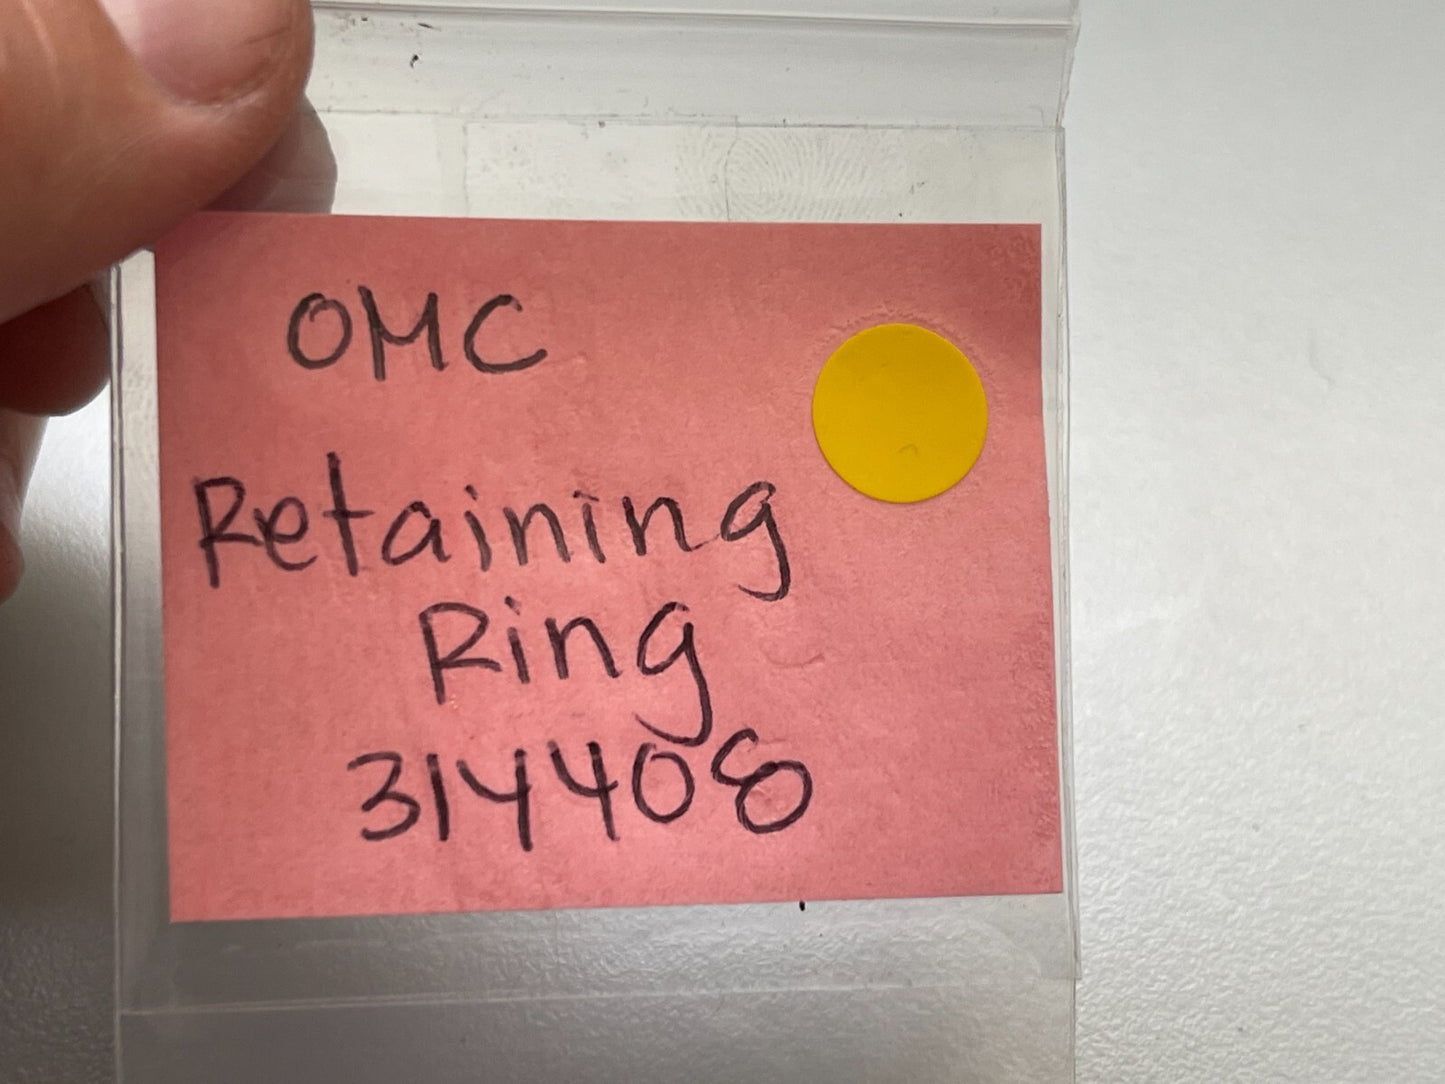 OMC
Retaining
Ring
314408